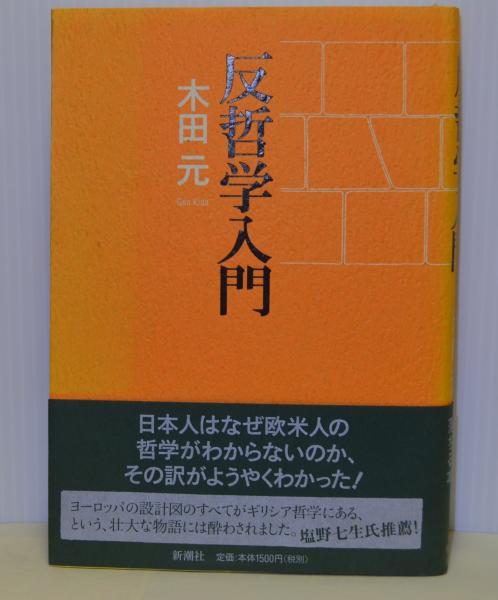 反哲学入門
木田 元
Gen Kida
日本人はなぜ欧米人の
哲学がわからないのか、
その訳がようやくわかった!
ヨーロッパの設計図のすべてがギリシア哲学にある、
という、壮大な物語には酔わされました。塩野七生氏推薦!
新潮社 定価:本体1500円(税別)